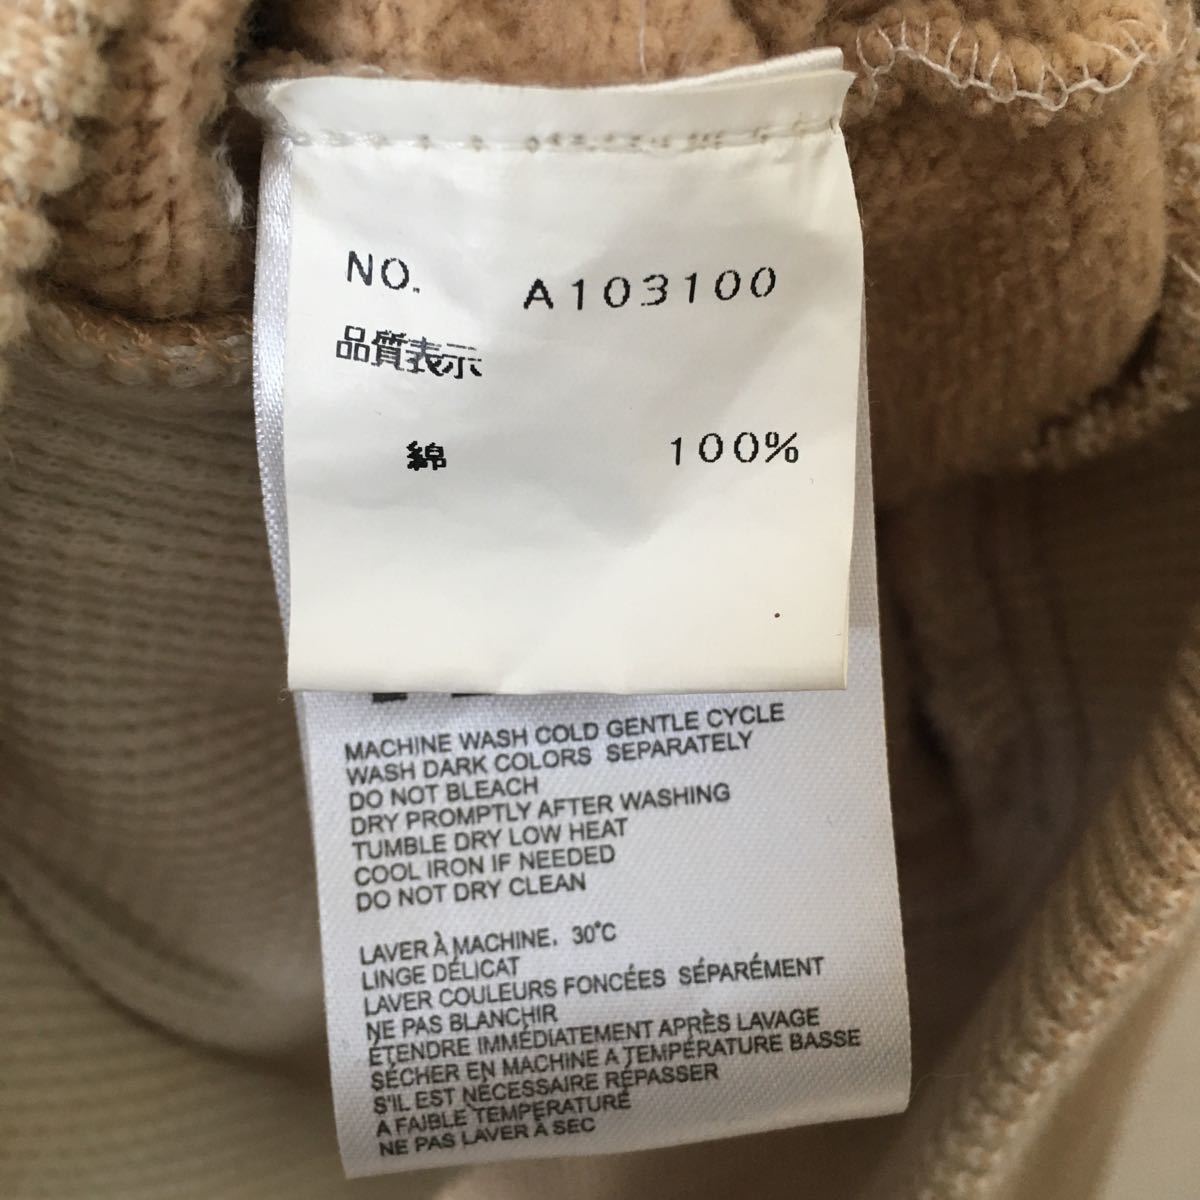 NO. A103100
品質表示
綿 100%
MACHINE WASH COLD GENTLE CYCLE
WASH DARK COLORS SEPARATELY
DO NOT BLEACH
DRY PROMPTLY AFTER WASHING
TUMBLE DRY LOW HEAT
COOL IRON IF NEEDED
DO NOT DRY CLEAN
LAVER À MACHINE, 30°C
LINGE DÉLICAT
LAVER COULEURS FONCÉES SÉPARÉMENT
NE PAS BLANCHIR
ÉTENDRE IMMÉDIATEMENT APRÈS LAVAGE
SÉCHER EN MACHINE A TEMPÉRATURE BASSE
S'IL EST NÉCESSAIRE RÉPASSER
A FAIBLE TEMPERATURÉ
NE PAS LAVER À SEC